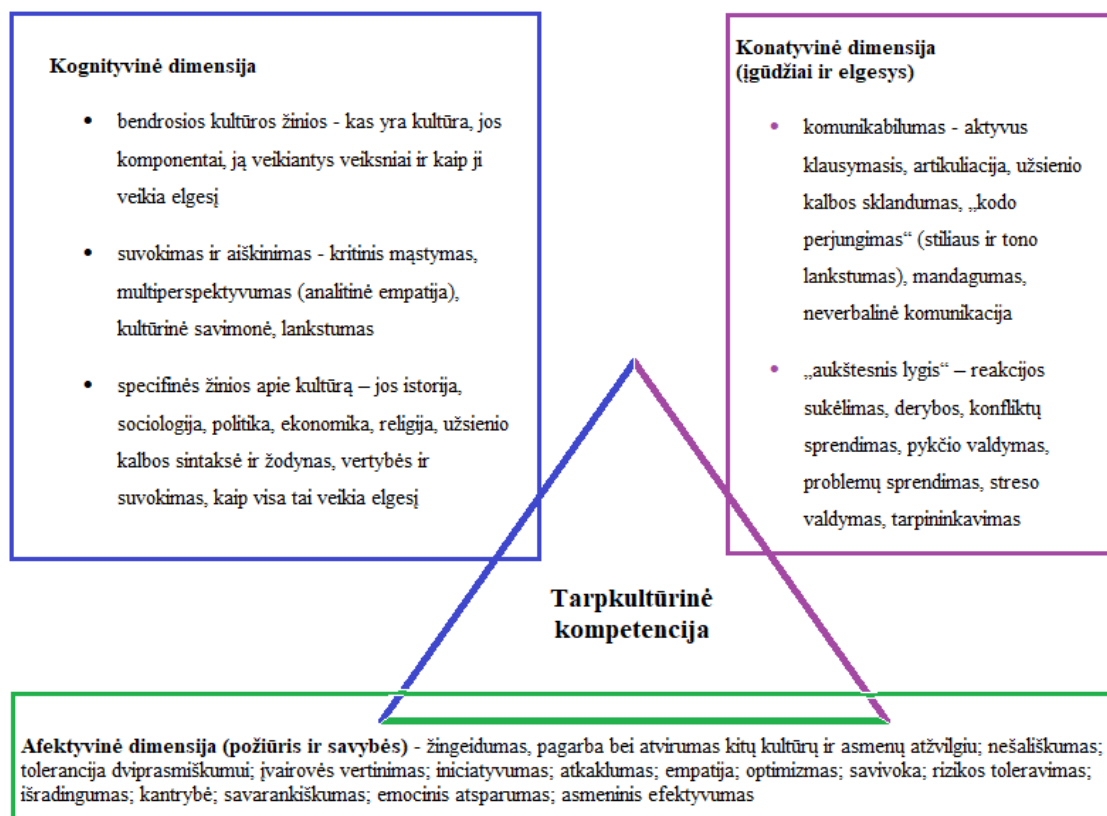 Kognityvinė dimensija
• bendrosios kultūros žinios - kas yra kultūra, jos
komponentai, ją veikiantys veiksniai ir kaip ji
veikia elgesį
• suvokimas ir aiškinimas - kritinis mąstymas,
multiperspektyvumas (analitinė empatija),
kultūrinė savimonė, lankstumas
• specifinės žinios apie kultūrą – jos istorija,
sociologija, politika, ekonomika, religija, užsienio
kalbos sintaksė ir žodynas, vertybės ir
suvokimas, kaip visa tai veikia elgesį
Konatyvinė dimensija
(įgūdžiai ir elgesys)
• komunikabilumas - aktyvus
klausymasis, artikuliacija, užsienio
kalbos sklandumas, „kodo
perjungimas“ (stiliaus ir tono
lankstumas), mandagumas,
neverbalinė komunikacija
• „aukštesnis lygis“ – reakcijos
sukėlimas, derybos, konfliktų
sprendimas, pykčio valdymas,
problemų sprendimas, streso
valdymas, tarpininkavimas
Tarpkultūrinė
kompetencija
Afektyvinė dimensija (požiūris ir savybės) - žingeidumas, pagarba bei atvirumas kitų kultūrų ir asmenų atžvilgiu; nešališkumas;
tolerancija dviprasmiškumui; įvairovės vertinimas; iniciatyvumas; atkaklumas; empatija; optimizmas; savivoka; rizikos toleravimas;
išradingumas; kantrybė; savarankiškumas; emocinis atsparumas; asmeninis efektyvumas